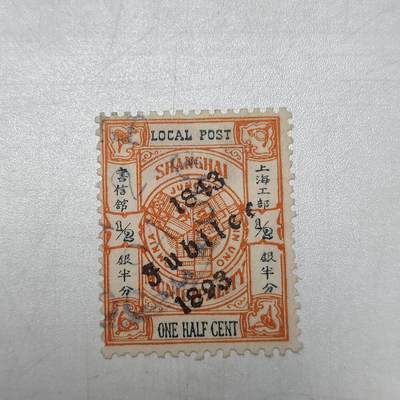 LOCAL POST
SHANGHAI
上海工部
書信館
1843
Jubilee
1893
1/2
1/2
銀半分
銀半分
MUNICIPALITY
ONE HALF CENT